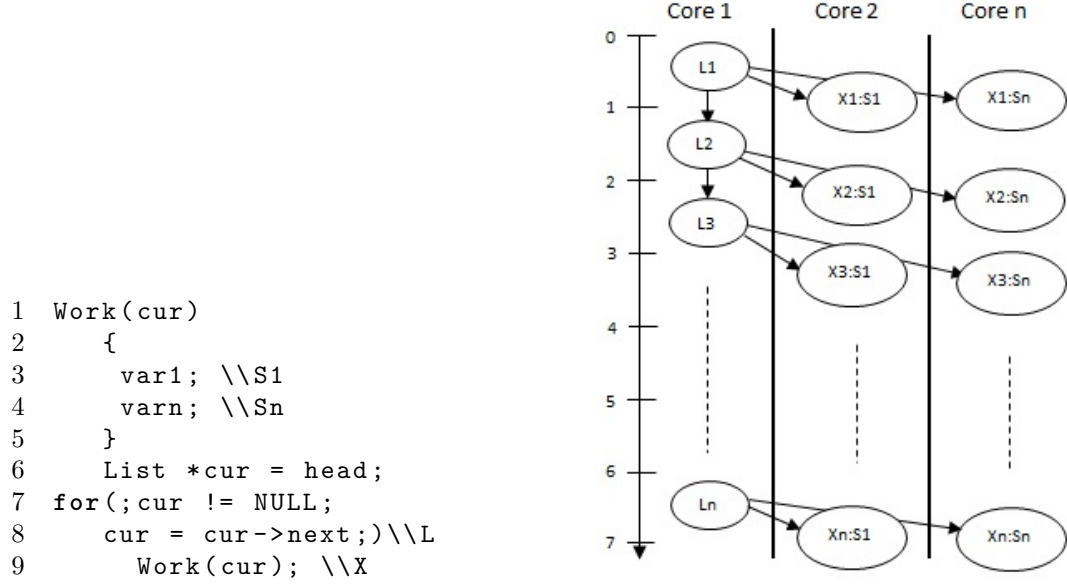 1 Work(cur)
2 {
3 var1; \\S1
4 varn; \\Sn
5 }
6 List *cur = head;
7 for(;cur != NULL;
8 cur = cur->next;)\\L
9 Work(cur); \\X
Core 1 Core 2 Core n
0
L1 X1:S1 X1:Sn
1
L2
2 X2:S1 X2:Sn
L3
3 X3:S1 X3:Sn
4
5
6
Ln
7 Xn:S1 Xn:Sn